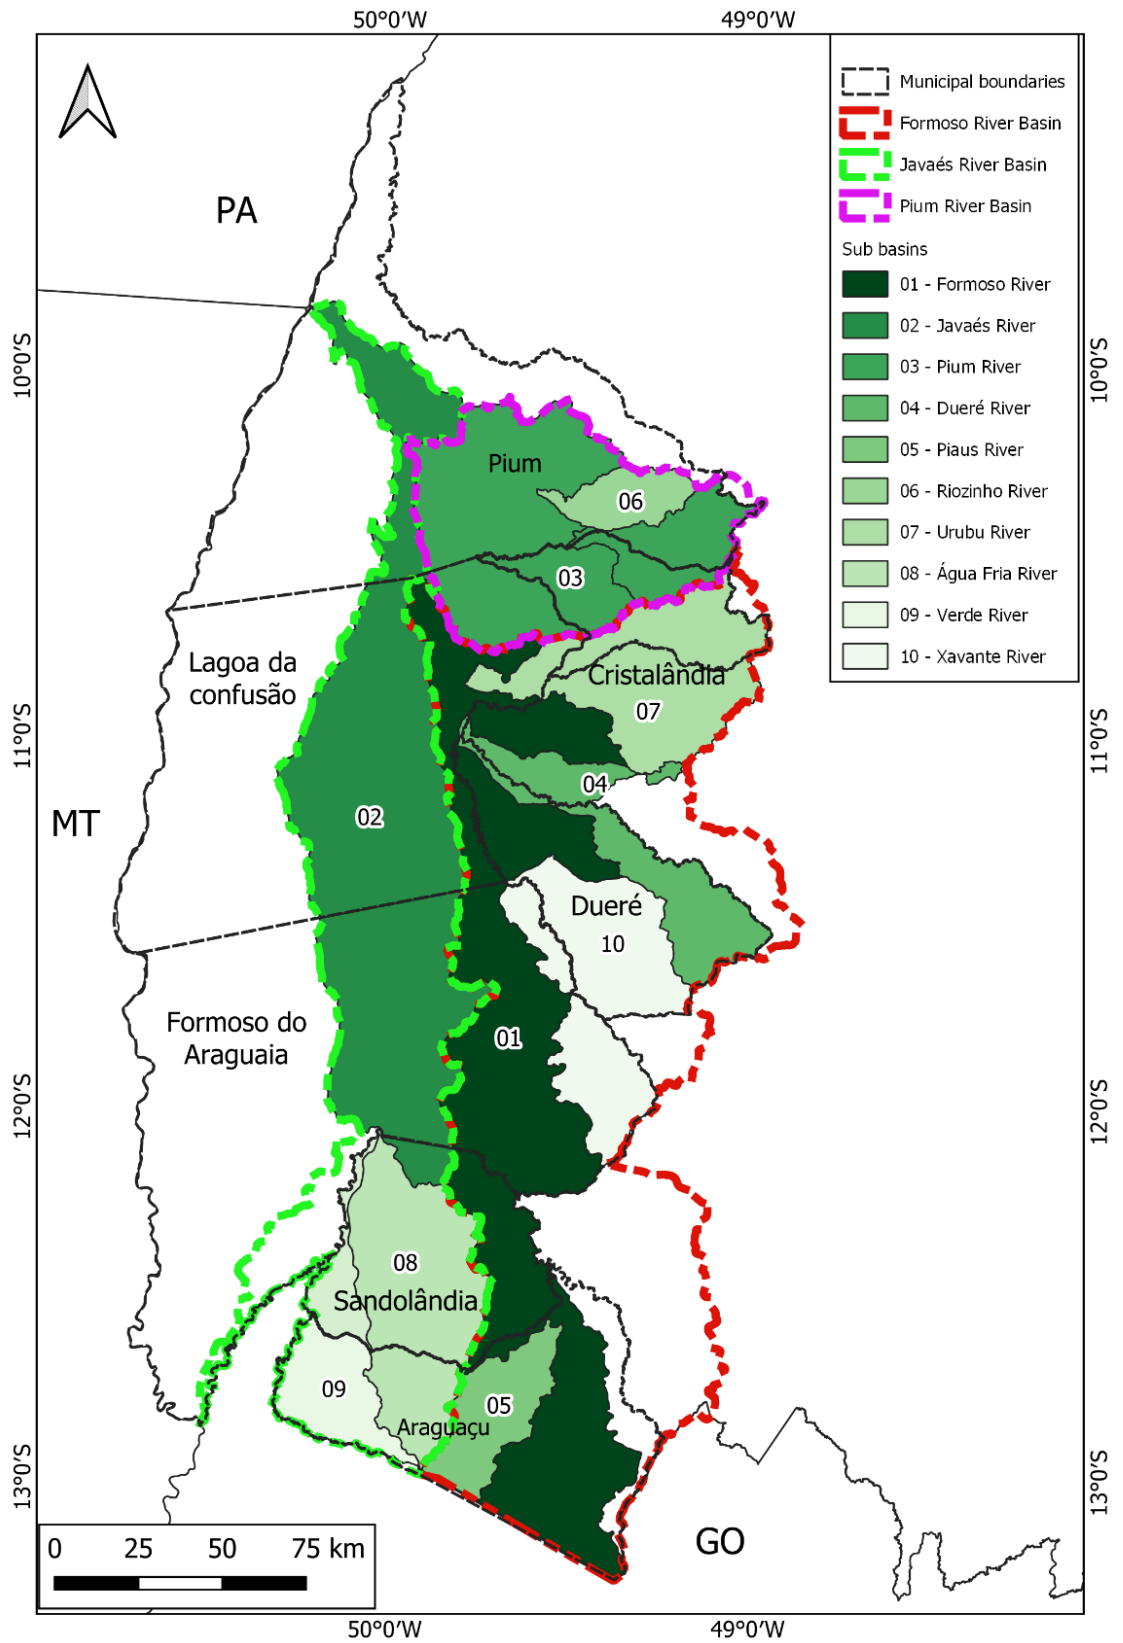 50°0'0"W
49°0'0"W
Municipal boundaries
Formoso River Basin
Javaés River Basin
Pium River Basin
Sub basins
01 - Formoso River
02 - Javaés River
03 - Pium River
04 - Dueré River
05 - Piaus River
06 - Riozinho River
07 - Urubu River
08 - Água Fria River
09 - Verde River
10 - Xavante River
PA
10°0'S
10°0'S
Pium
06
03
Lagoa da
confusão
Cristalândia
07
11°0'S
11°0'S
04
MT
02
Dueré
10
Formoso do
Araguaia
01
12°0'S
12°0'S
08
Sandolândia
09
05
Araguaçu
13°0'S
13°0'S
GO
0 25 50 75 km
50°0'0"W
49°0'0"W